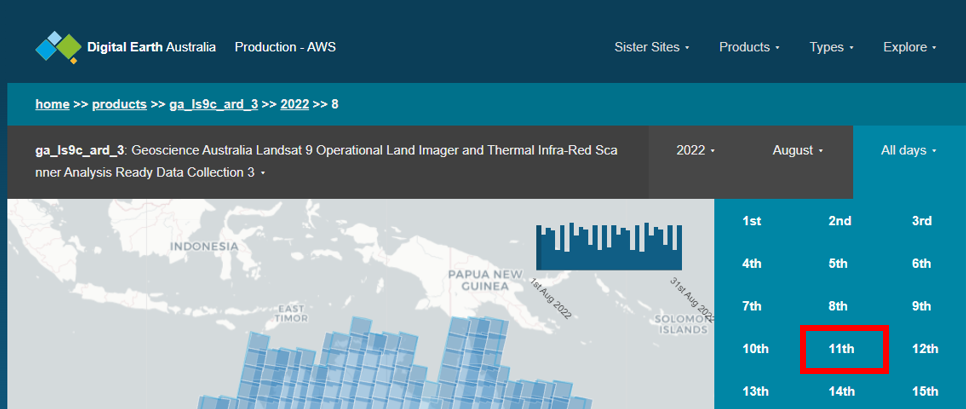 Digital Earth Australia Production - AWS Sister Sites Products Types Explore
home >> products >> ga_ls9c_ard_3 >> 2022 >> 8
ga_ls9c_ard_3: Geoscience Australia Landsat 9 Operational Land Imager and Thermal Infra-Red Sca
nner Analysis Ready Data Collection 3
2022 August All days
INDONESIA
PAPUA NEW
GUINEA
EAST
TIMOR
SOLOMON
ISLANDS
1st Aug 2022
31st Aug 2022
1st 2nd 3rd
4th 5th 6th
7th 8th 9th
10th 11th 12th
13th 14th 15th